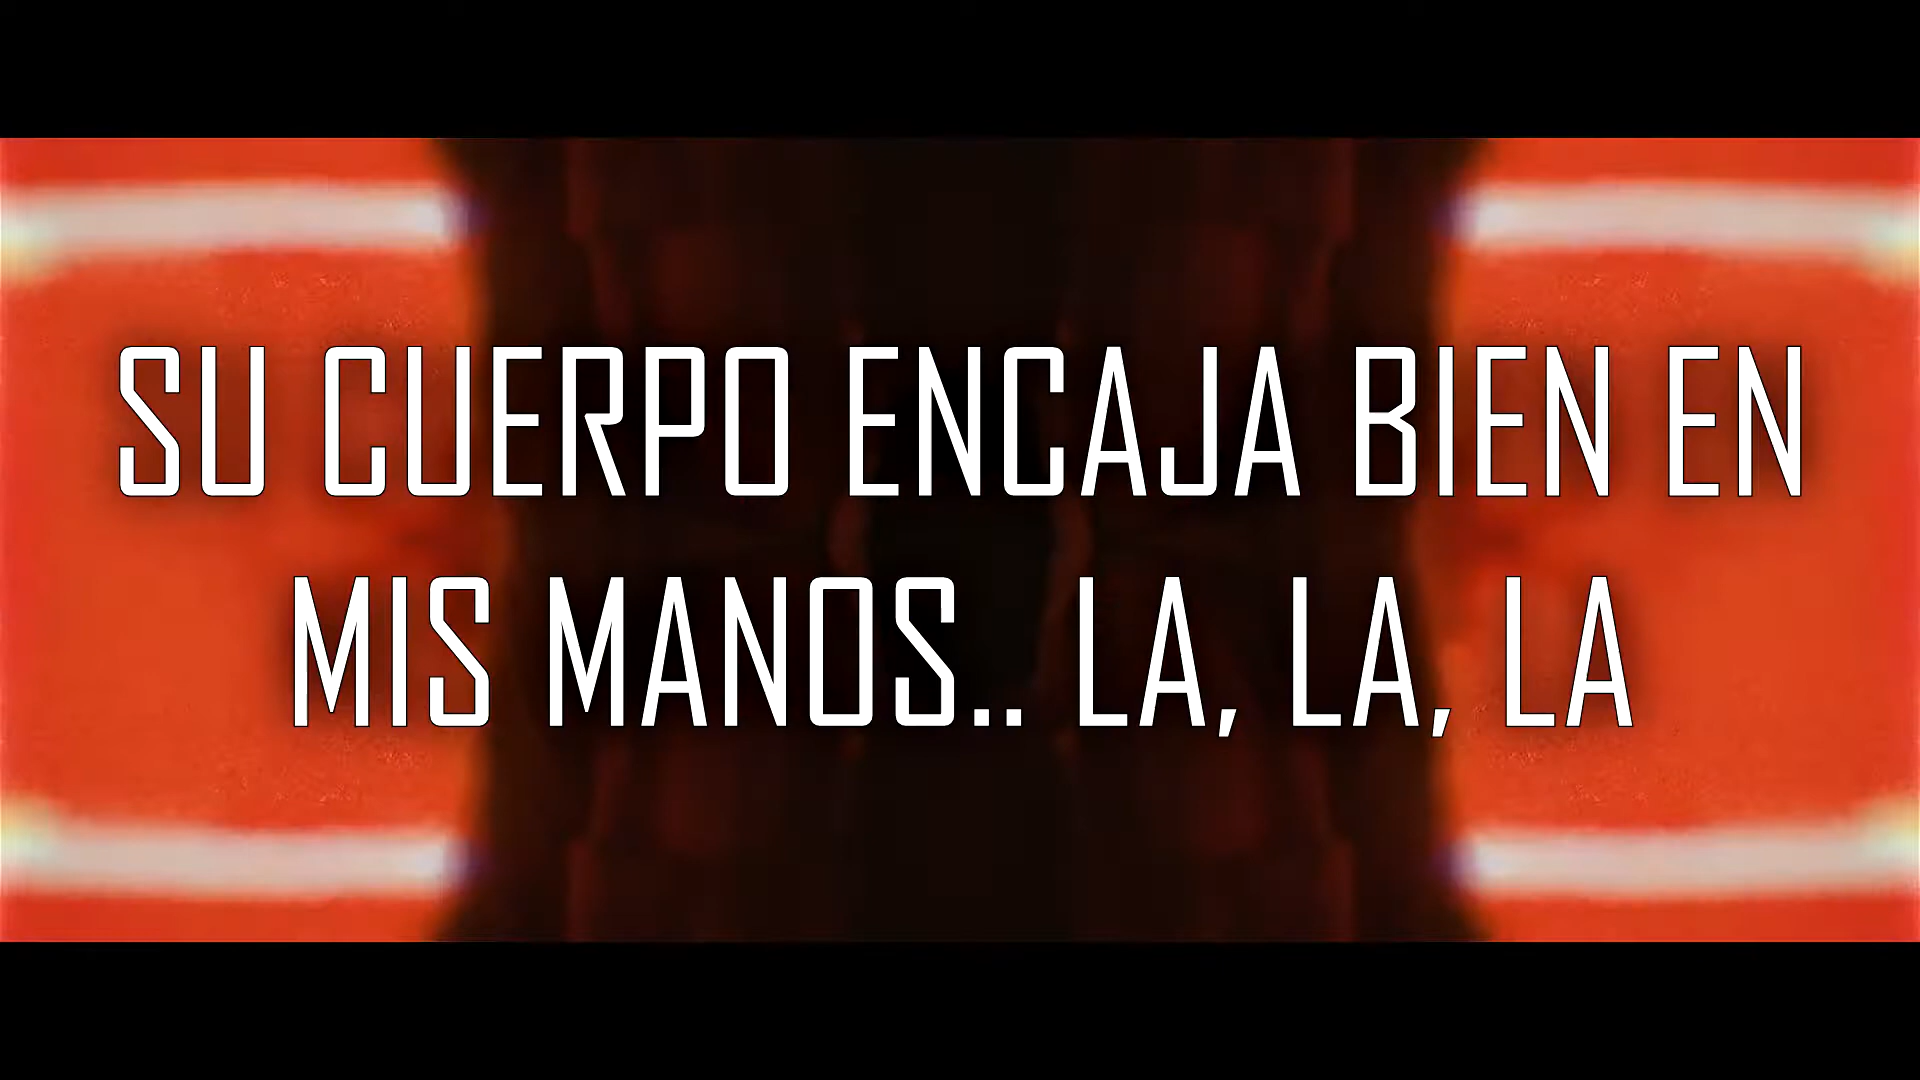 SU CUERPO ENCAJA BIEN EN
MIS MANOS.. LA, LA, LA